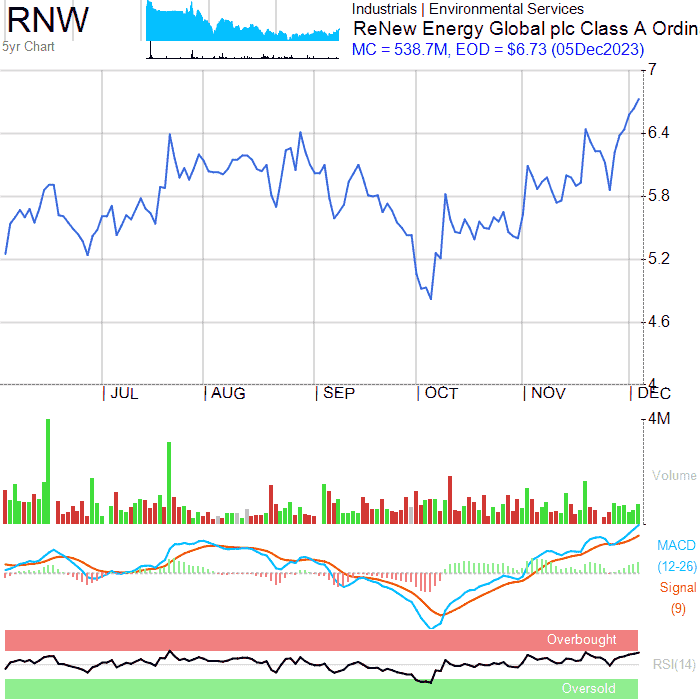 RNW
5yr Chart
Industrials | Environmental Services
ReNew Energy Global plc Class A Ordin
MC = 538.7M, EOD = $6.73 (05Dec2023)
7
6.4
5.8
5.2
4.6
4
JUL AUG SEP OCT NOV DEC
4M
Volume
MACD
(12-26)
Signal
(9)
Overbought
RSI(14)
Oversold